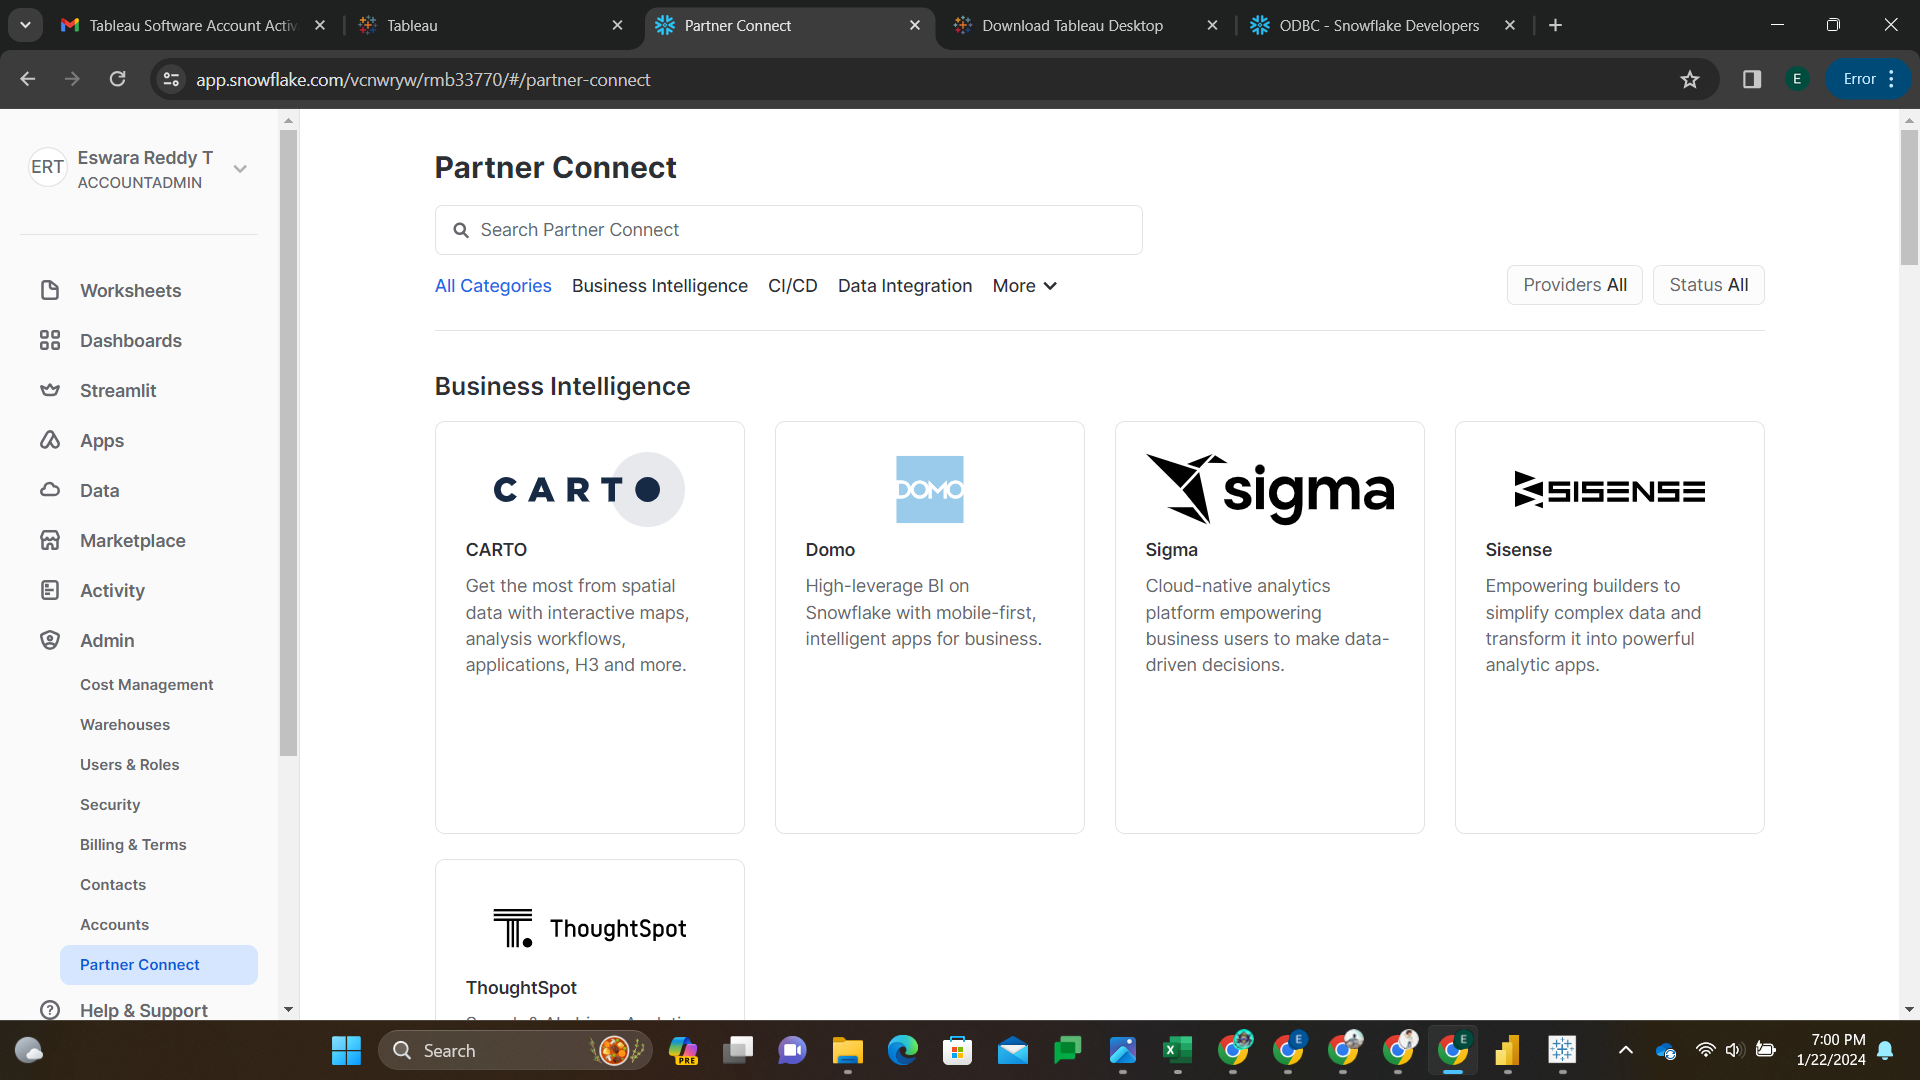 Tableau Software Account Activ
Tableau
Partner Connect
Download Tableau Desktop
ODBC - Snowflake Developers
app.snowflake.com/vcnwryw/rmb33770/#/partner-connect
E
Error
ERT
Eswara Reddy T
ACCOUNTADMIN
Worksheets
Dashboards
Streamlit
Apps
Data
Marketplace
Activity
Admin
Cost Management
Warehouses
Users & Roles
Security
Billing & Terms
Contacts
Accounts
Partner Connect
Help & Support
Partner Connect
Search Partner Connect
All Categories
Business Intelligence
CI/CD
Data Integration
More
Providers All
Status All
Business Intelligence
CARTO
CARTO
Get the most from spatial
data with interactive maps,
analysis workflows,
applications, H3 and more.
DOMO
Domo
High-leverage BI on
Snowflake with mobile-first,
intelligent apps for business.
sigma
Sigma
Cloud-native analytics
platform empowering
business users to make data-
driven decisions.
SISENSE
Sisense
Empowering builders to
simplify complex data and
transform it into powerful
analytic apps.
ThoughtSpot
ThoughtSpot
Search
PRE
E
E
7:00 PM
1/22/2024